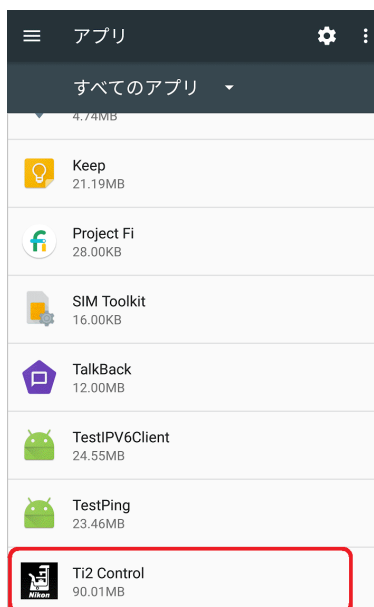 アプリ
すべてのアプリ
4.74MB
Keep
21.19MB
Project Fi
28.00KB
SIM Toolkit
16.00KB
TalkBack
12.00MB
TestIPV6Client
24.55MB
TestPing
23.46MB
Ti2 Control
Nikon
90.01MB